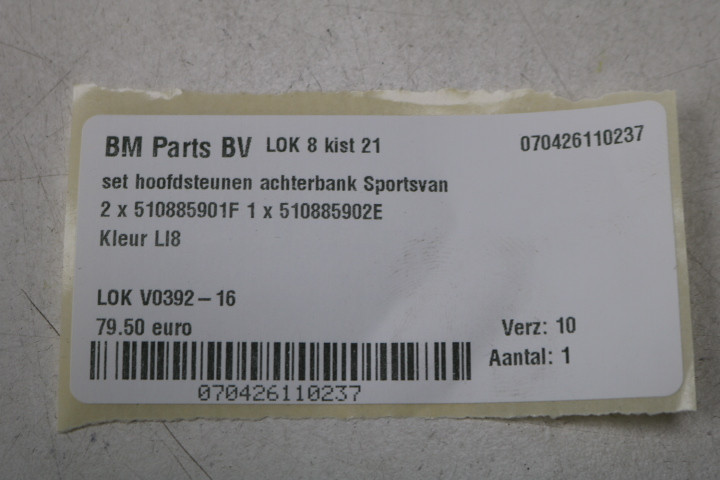 BM Parts BV LOK 8 kist 21 070426110237
set hoofdsteunen achterbank Sportsvan
2 x 510885901F 1 x 510885902E
Kleur LI8
LOK V0392-16
79.50 euro Verz: 10
Aantal: 1
070426110237